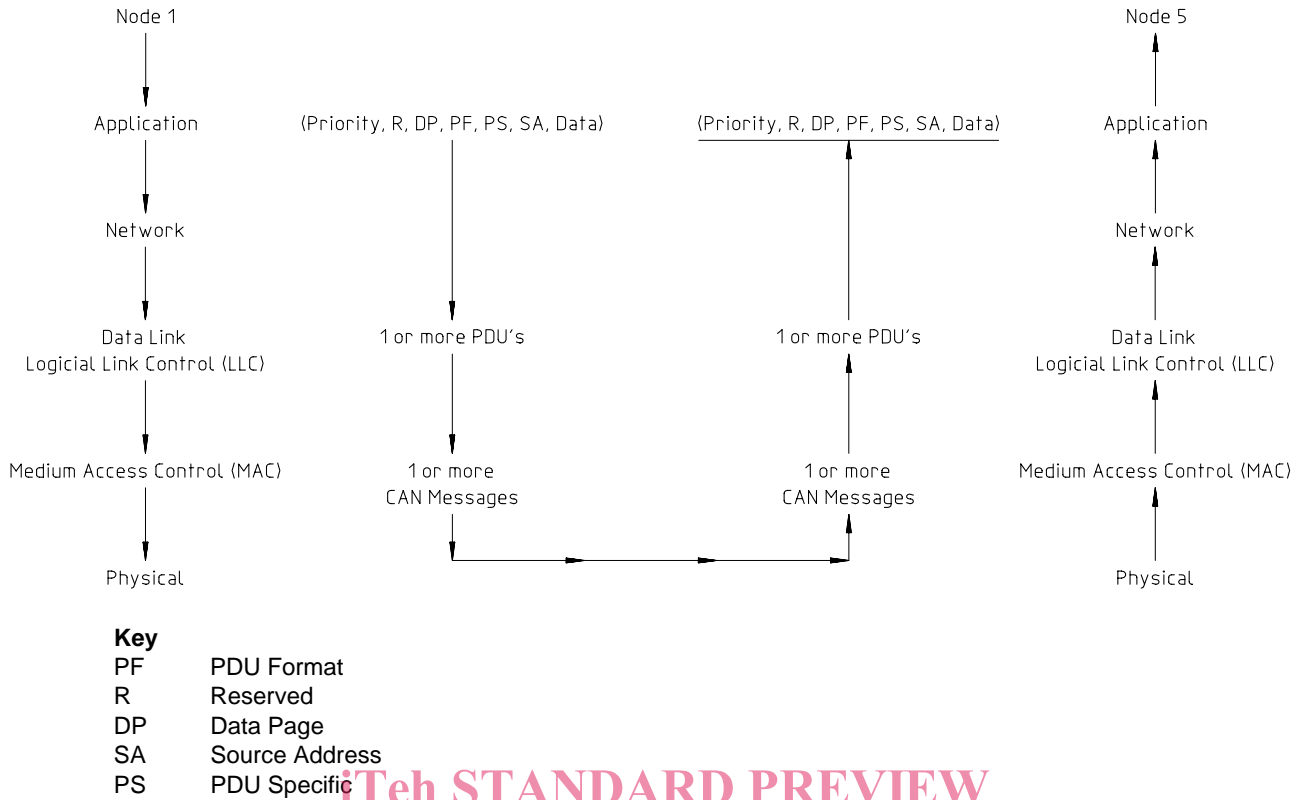 Node 1
Node 5
Application
(Priority, R, DP, PF, PS, SA, Data)
(Priority, R, DP, PF, PS, SA, Data)
Application
Network
Network
Data Link
Logicial Link Control (LLC)
1 or more PDU's
1 or more PDU's
Data Link
Logicial Link Control (LLC)
Medium Access Control (MAC)
1 or more
CAN Messages
1 or more
CAN Messages
Medium Access Control (MAC)
Physical
Physical
Key
PF PDU Format
R Reserved
DP Data Page
SA Source Address
PS PDU Specific
iTeh STANDARD PREVIEW